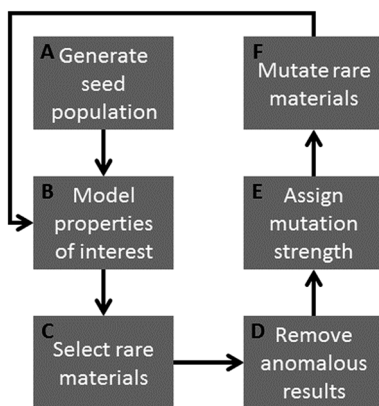 A Generate
seed
population
B Model
properties
of interest
C
Select rare
materials
D Remove
anomalous
results
E Assign
mutation
strength
F
Mutate rare
materials